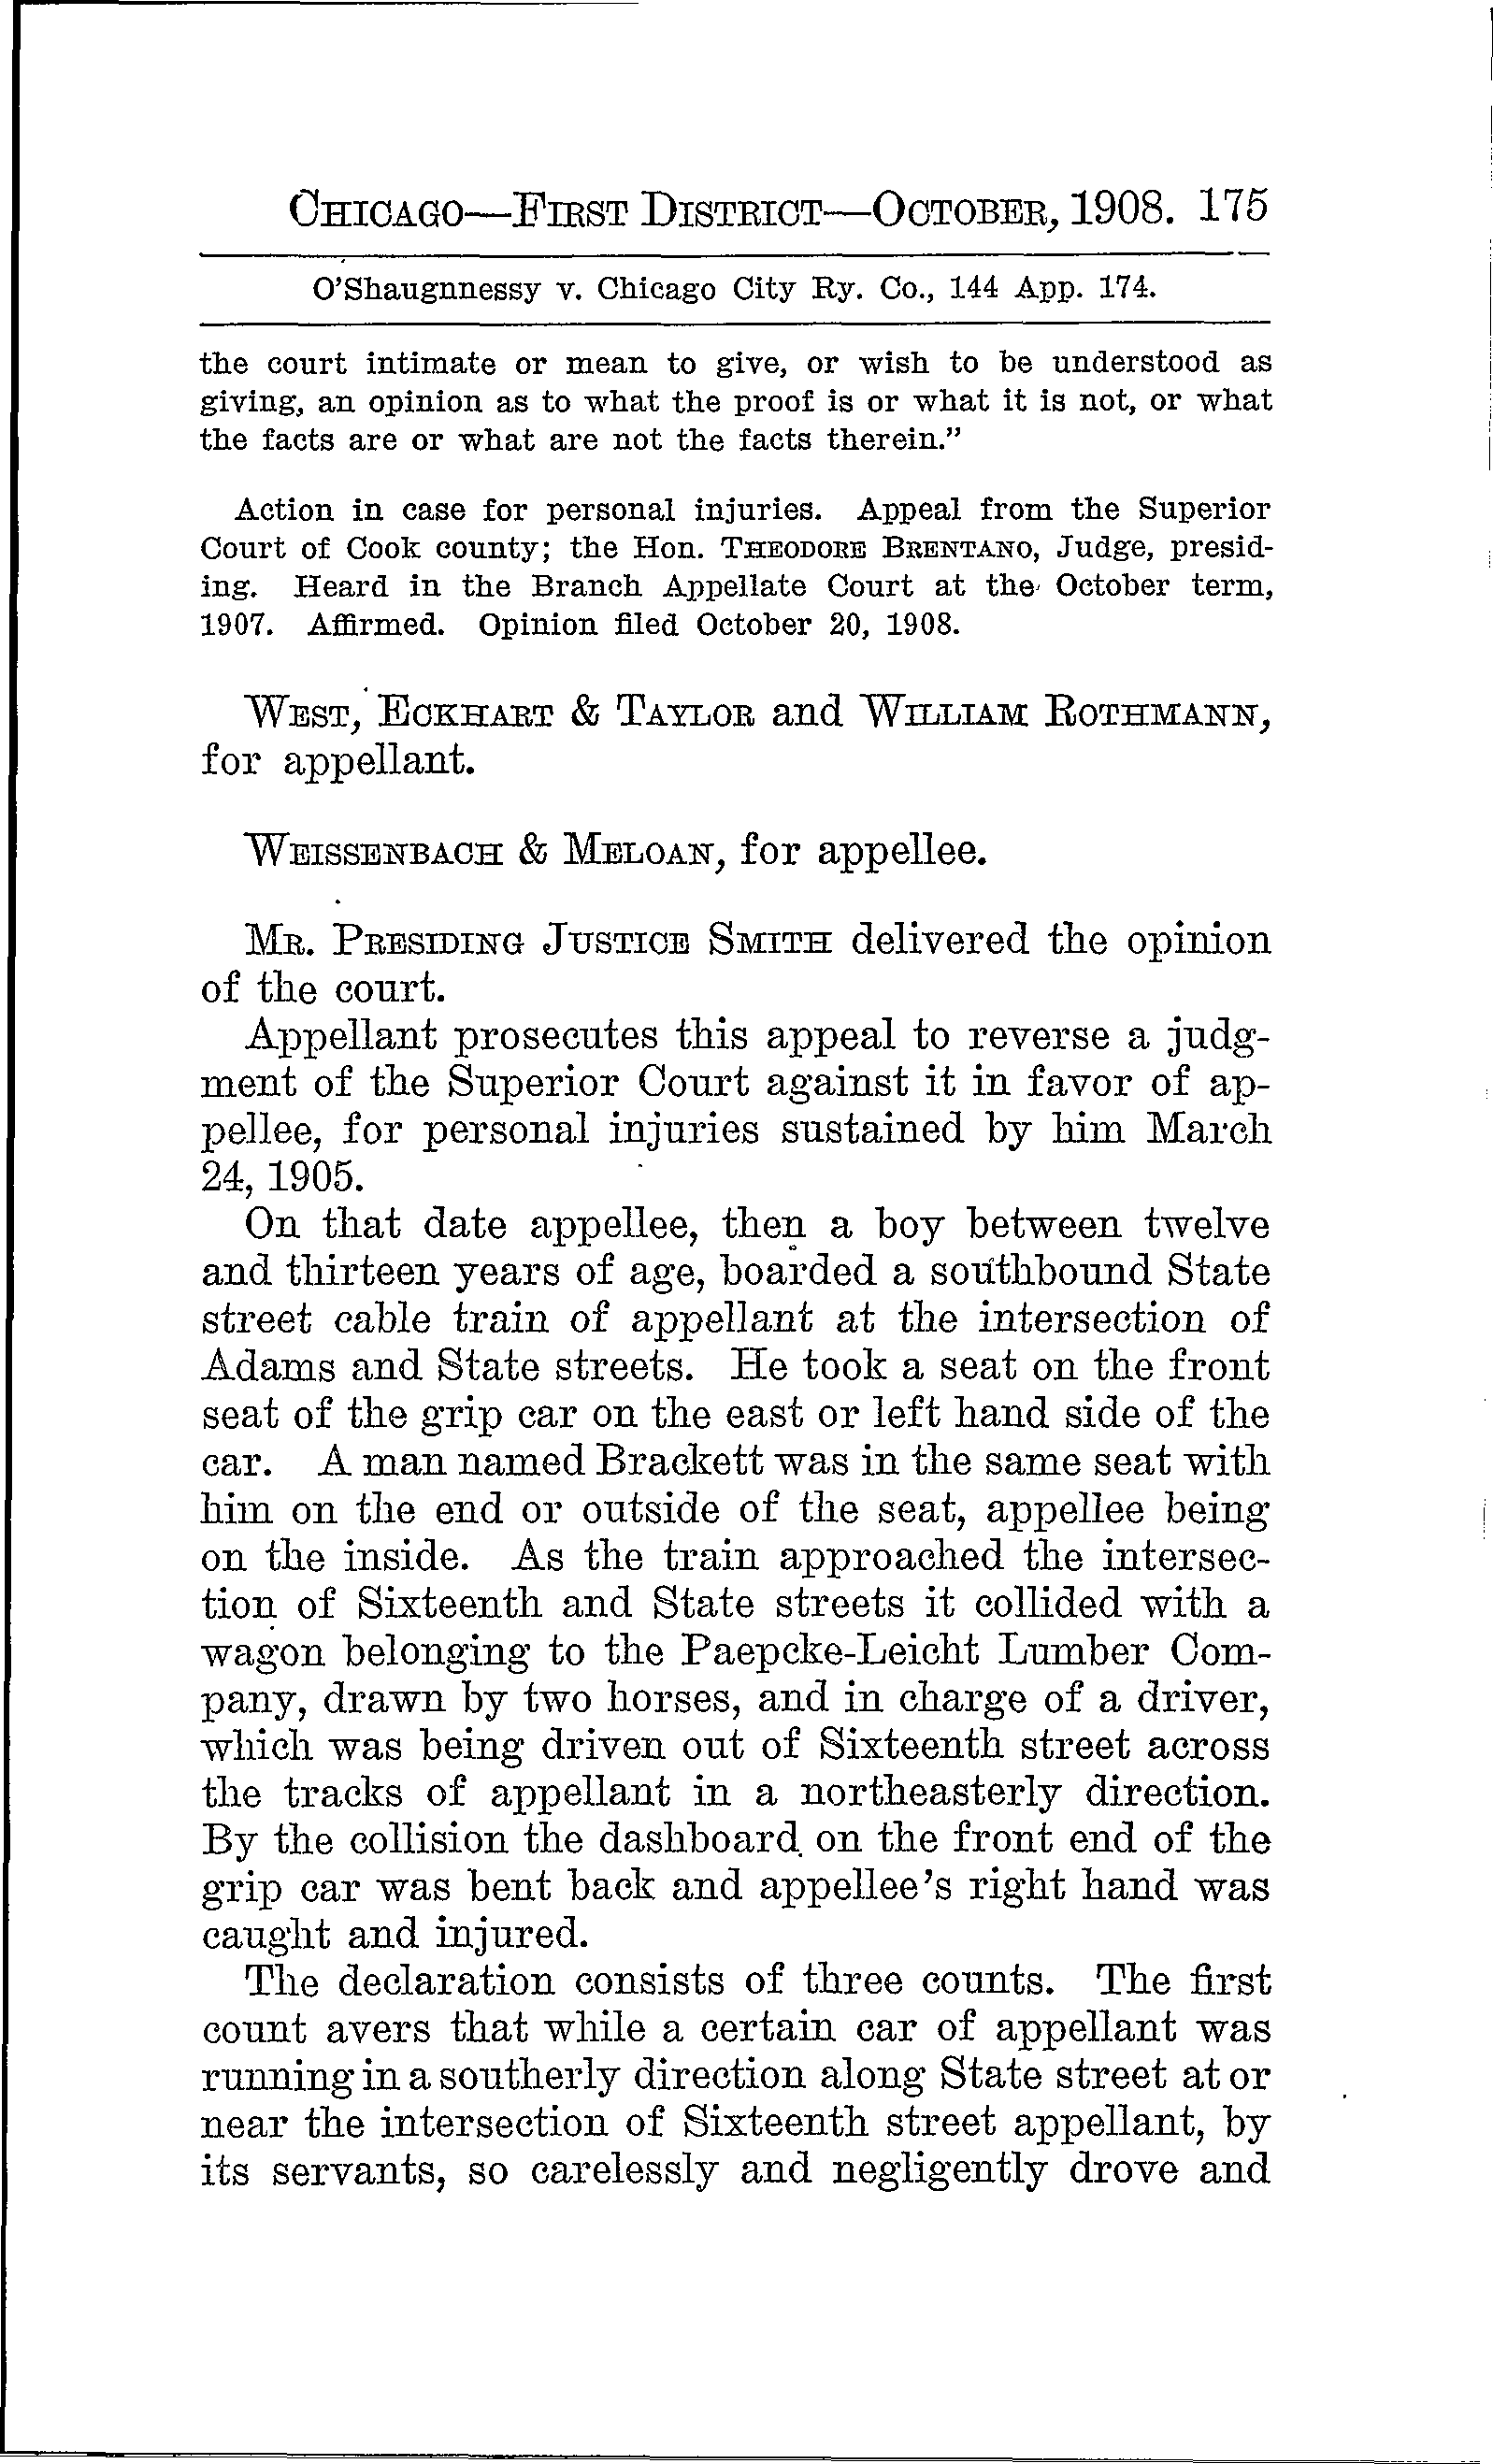 CHICAGO—FIRST DISTRICT—OCTOBER, 1908. 175
O'Shaugnnessy v. Chicago City Ry. Co., 144 App. 174.
the court intimate or mean to give, or wish to be understood as
giving, an opinion as to what the proof is or what it is not, or what
the facts are or what are not the facts therein."
Action in case for personal injuries. Appeal from the Superior
Court of Cook county; the Hon. THEODORE BRENTANO, Judge, presid-
ing. Heard in the Branch Appellate Court at the October term,
1907. Affirmed. Opinion filed October 20, 1908.
WEST, ECKHART & TAYLOR and WILLIAM ROTHMANN,
for appellant.
WEISSENBACH & MELOAN, for appellee.
MR. PRESIDING JUSTICE SMITH delivered the opinion
of the court.
Appellant prosecutes this appeal to reverse a judg-
ment of the Superior Court against it in favor of ap-
pellee, for personal injuries sustained by him March
24, 1905.
On that date appellee, then a boy between twelve
and thirteen years of age, boarded a southbound State
street cable train of appellant at the intersection of
Adams and State streets. He took a seat on the front
seat of the grip car on the east or left hand side of the
car. A man named Brackett was in the same seat with
him on the end or outside of the seat, appellee being
on the inside. As the train approached the intersec-
tion of Sixteenth and State streets it collided with a
wagon belonging to the Paepcke-Leicht Lumber Com-
pany, drawn by two horses, and in charge of a driver,
which was being driven out of Sixteenth street across
the tracks of appellant in a northeasterly direction.
By the collision the dashboard on the front end of the
grip car was bent back and appellee's right hand was
caught and injured.
The declaration consists of three counts. The first
count avers that while a certain car of appellant was
running in a southerly direction along State street at or
near the intersection of Sixteenth street appellant, by
its servants, so carelessly and negligently drove and